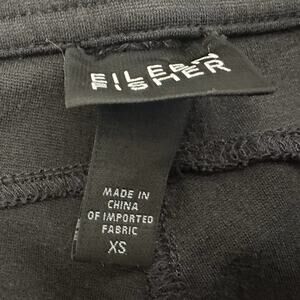 EILEEN
FISHER
MADE IN
CHINA
OF IMPORTED
FABRIC
XS